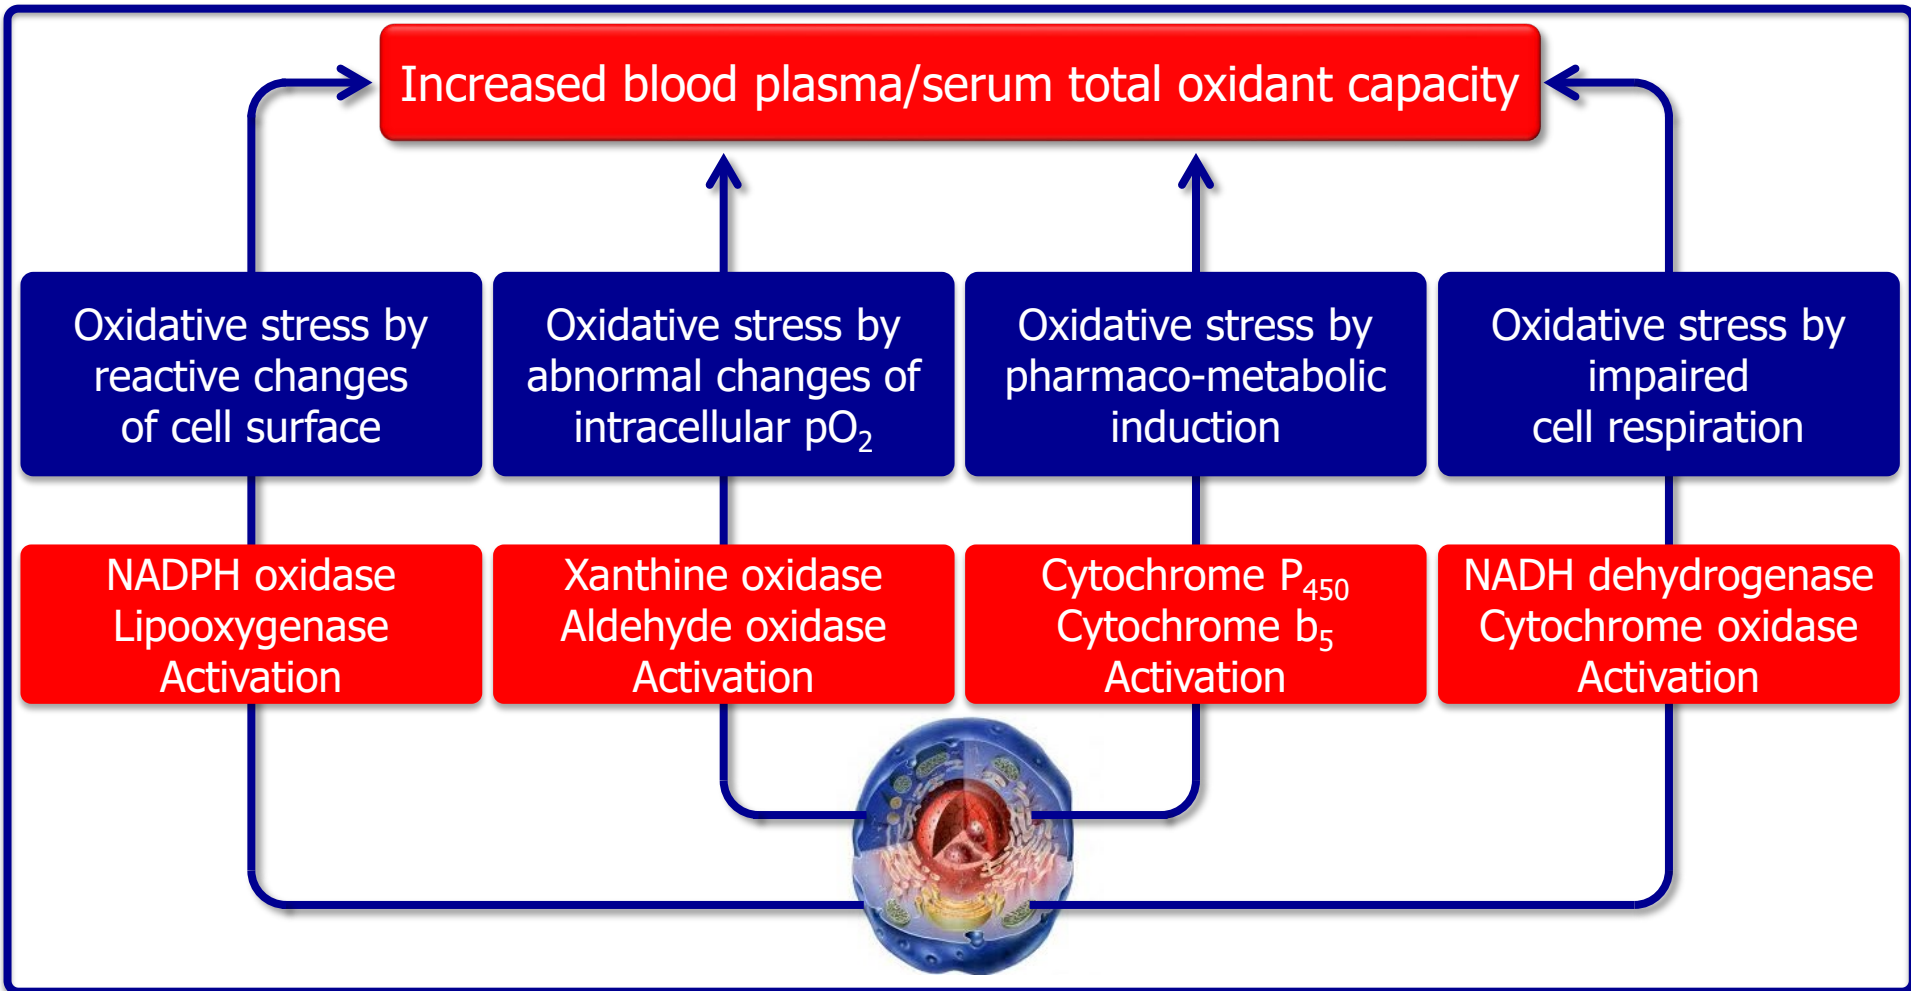 Increased blood plasma/serum total oxidant capacity
Oxidative stress by
reactive changes
of cell surface
Oxidative stress by
abnormal changes of
intracellular pO₂
Oxidative stress by
pharmaco-metabolic
induction
Oxidative stress by
impaired
cell respiration
NADPH oxidase
Lipooxygenase
Activation
Xanthine oxidase
Aldehyde oxidase
Activation
Cytochrome P₄₅₀
Cytochrome b₅
Activation
NADH dehydrogenase
Cytochrome oxidase
Activation